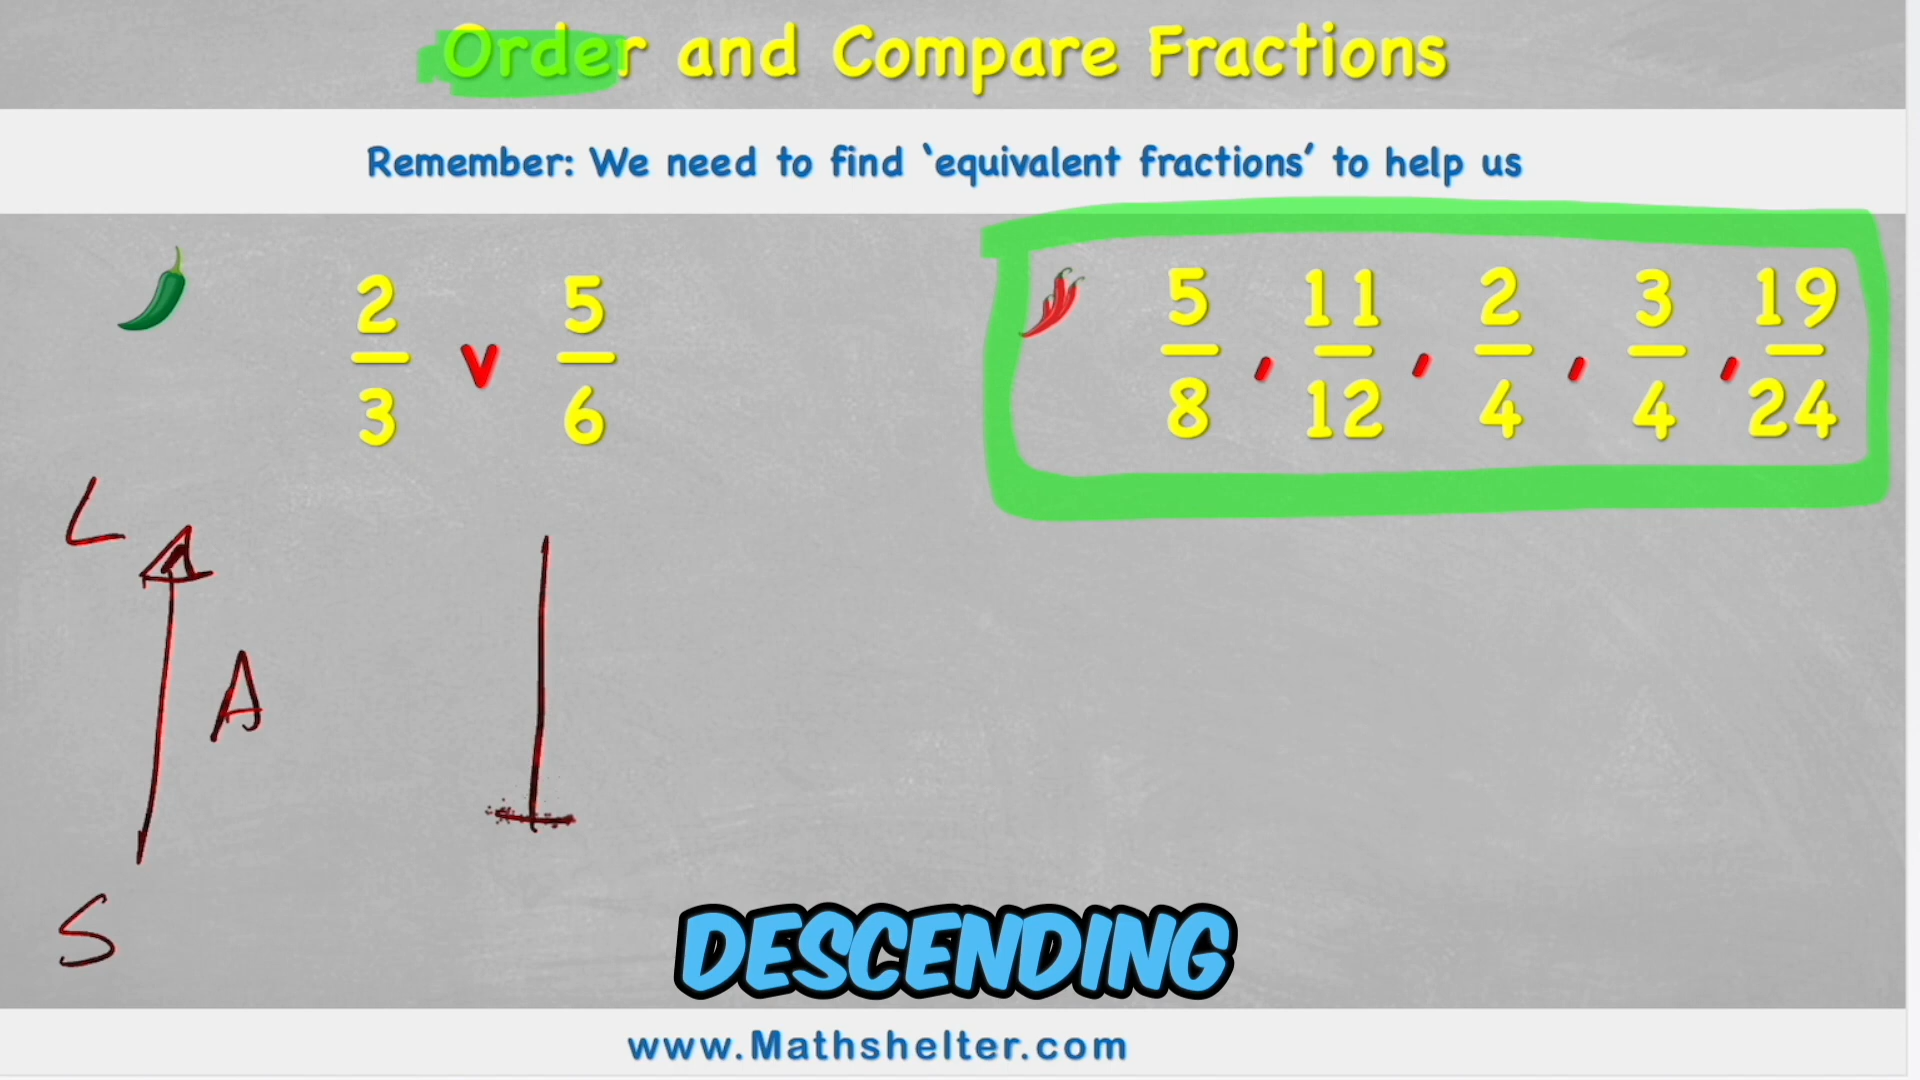 Order and Compare Fractions
Remember: We need to find ‘equivalent fractions’ to help us
2/3 v 5/6
5/8 , 11/12 , 2/4 , 3/4 , 19/24
L
A
S
DESCENDING
www.Mathshelter.com